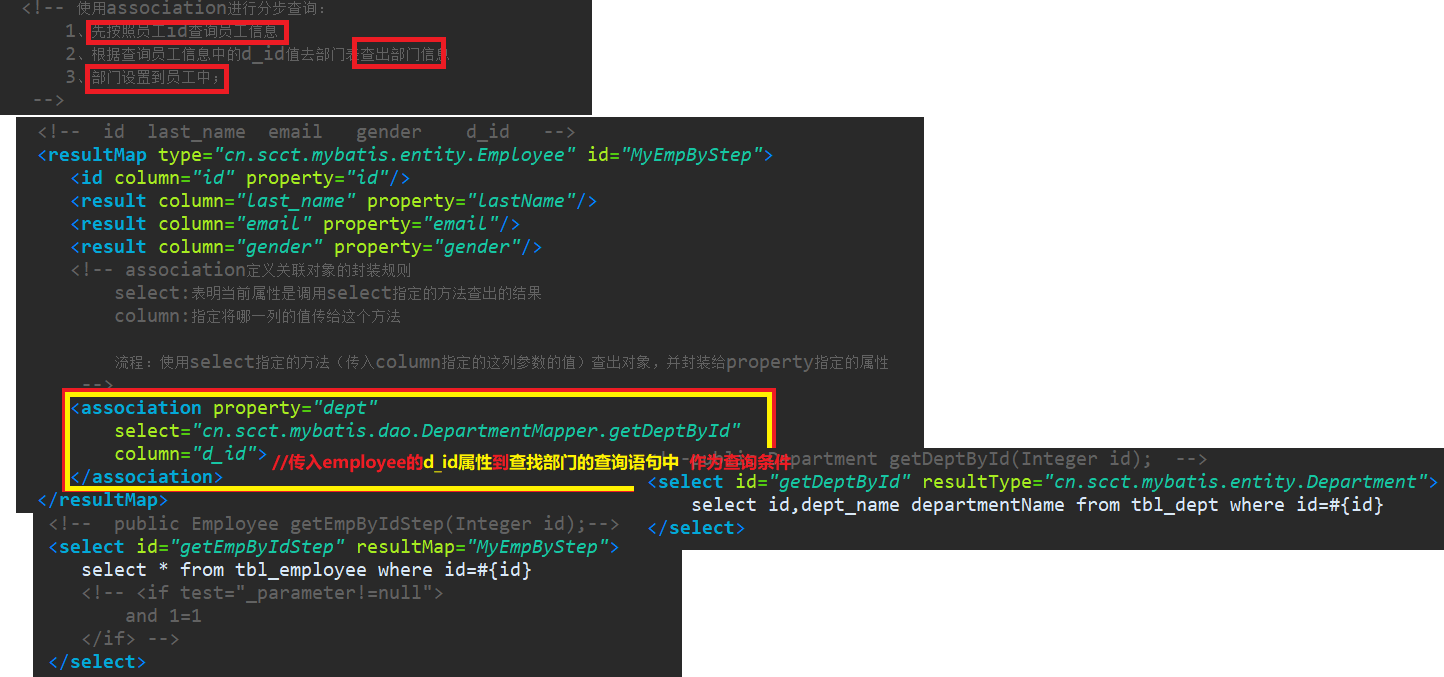 <!-- 使用association进行分步查询：
1、先按照员工id查询员工信息
2、根据查询员工信息中的d_id值去部门表查出部门信息
3、部门设置到员工中；
-->
<!-- id last_name email gender d_id -->
<resultMap type="cn.scct.mybatis.entity.Employee" id="MyEmpByStep">
<id column="id" property="id"/>
<result column="last_name" property="lastName"/>
<result column="email" property="email"/>
<result column="gender" property="gender"/>
<!-- association定义关联对象的封装规则
select:表明当前属性是调用select指定的方法查出的结果
column:指定将哪一列的值传给这个方法
流程：使用select指定的方法（传入column指定的这列参数的值）查出对象，并封装给property指定的属性
-->
<association property="dept"
select="cn.scct.mybatis.dao.DepartmentMapper.getDeptById"
column="d_id"> //传入employee的d_id属性到查找部门的查询语句中 作为查询条件
</association>
</resultMap>
Department getDeptById(Integer id); -->
<select id="getDeptById" resultType="cn.scct.mybatis.entity.Department">
select id,dept_name departmentName from tbl_dept where id=#{id}
</select>
<!-- public Employee getEmpByIdStep(Integer id);-->
<select id="getEmpByIdStep" resultMap="MyEmpByStep">
select * from tbl_employee where id=#{id}
<!-- <if test="_parameter!=null">
and 1=1
</if> -->
</select>